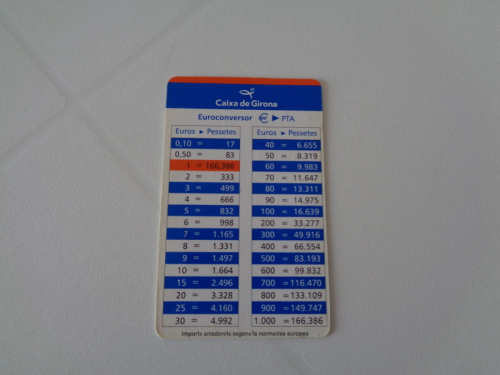 Caixa de Girona
Euroconversor € ▶ PTA
Euros ▶ Pessetes
0,10 = 17
0,50 = 83
1 = 166,386
2 = 333
3 = 499
4 = 666
5 = 832
6 = 998
7 = 1.165
8 = 1.331
9 = 1.497
10 = 1.664
15 = 2.496
20 = 3.328
25 = 4.160
30 = 4.992
Euros ▶ Pessetes
40 = 6.655
50 = 8.319
60 = 9.983
70 = 11.647
80 = 13.311
90 = 14.975
100 = 16.639
200 = 33.277
300 = 49.916
400 = 66.554
500 = 83.193
600 = 99.832
700 = 116.470
800 = 133.109
900 = 149.747
1.000 = 166.386
Imports arrodonits segons la normativa europea